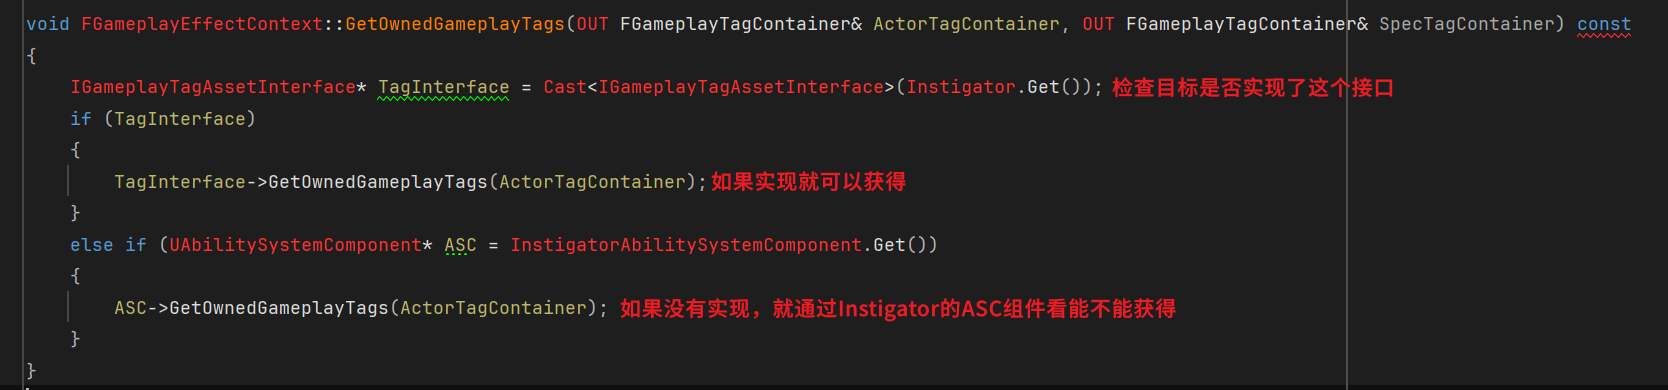 void FGameplayEffectContext::GetOwnedGameplayTags(OUT FGameplayTagContainer& ActorTagContainer, OUT FGameplayTagContainer& SpecTagContainer) const
{
IGameplayTagAssetInterface* TagInterface = Cast<IGameplayTagAssetInterface>(Instigator.Get()); 检查目标是否实现了这个接口
if (TagInterface)
{
TagInterface->GetOwnedGameplayTags(ActorTagContainer);如果实现就可以获得
}
else if (UAbilitySystemComponent* ASC = InstigatorAbilitySystemComponent.Get())
{
ASC->GetOwnedGameplayTags(ActorTagContainer); 如果没有实现，就通过Instigator的ASC组件看能不能获得
}
}